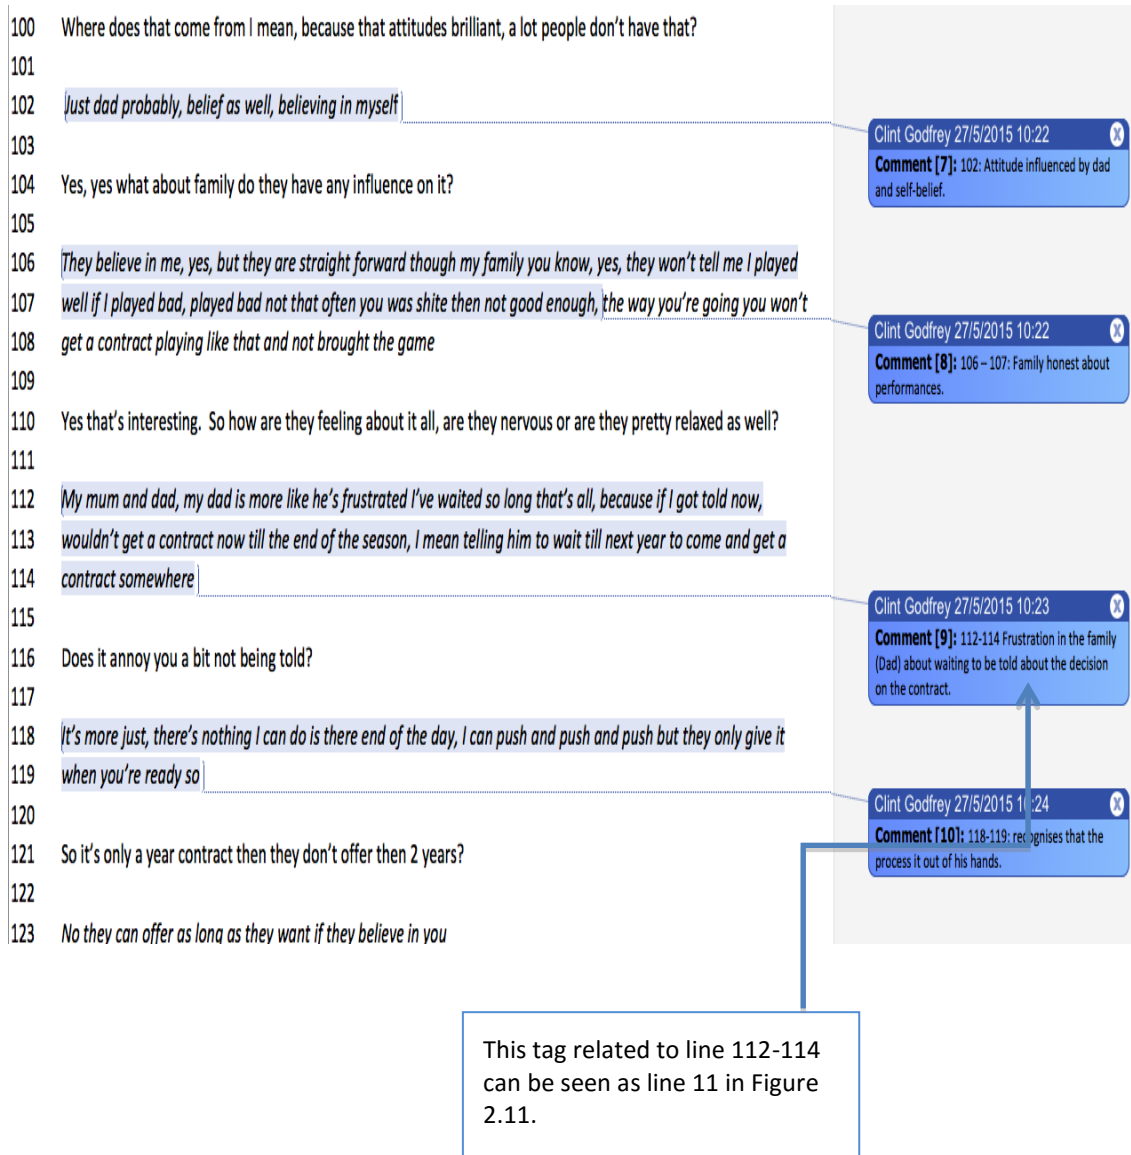 100 Where does that come from I mean, because that attitudes brilliant, a lot people don't have that?
101
102 Just dad probably, belief as well, believing in myself
103
104 Yes, yes what about family do they have any influence on it?
105
106 They believe in me, yes, but they are straight forward though my family you know, yes, they won't tell me I played
107 well if I played bad, played bad not that often you was shite then not good enough, the way you're going you won't
108 get a contract playing like that and not brought the game
109
110 Yes that's interesting. So how are they feeling about it all, are they nervous or are they pretty relaxed as well?
111
112 My mum and dad, my dad is more like he's frustrated I've waited so long that's all, because if I got told now,
113 wouldn't get a contract now till the end of the season, I mean telling him to wait till next year to come and get a
114 contract somewhere
115
116 Does it annoy you a bit not being told?
117
118 It's more just, there's nothing I can do is there end of the day, I can push and push and push but they only give it
119 when you're ready so
120
121 So it's only a year contract then they don't offer then 2 years?
122
123 No they can offer as long as they want if they believe in you
Clint Godfrey 27/5/2015 10:22
Comment [7]: 102: Attitude influenced by dad
and self-belief.
Clint Godfrey 27/5/2015 10:22
Comment [8]: 106 – 107: Family honest about
performances.
Clint Godfrey 27/5/2015 10:23
Comment [9]: 112-114 Frustration in the family
(Dad) about waiting to be told about the decision
on the contract.
Clint Godfrey 27/5/2015 10:24
Comment [10]: 118-119: recognises that the
process it out of his hands.
This tag related to line 112-114
can be seen as line 11 in Figure
2.11.